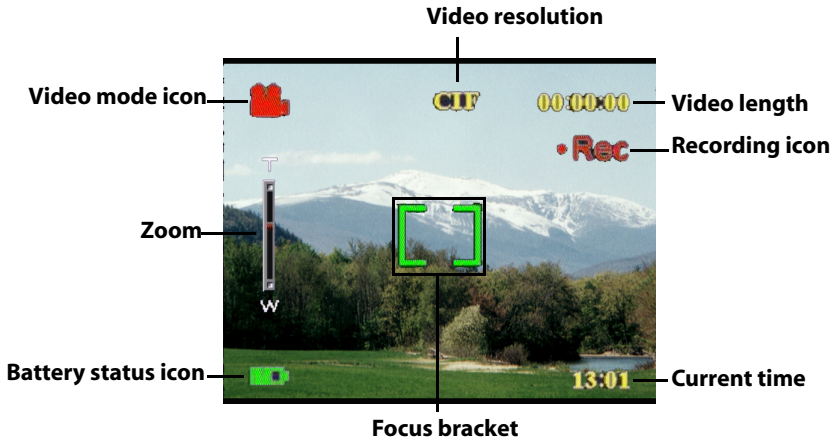 Video resolution
Video mode icon
CIF
00:00:00
Video length
• Rec
Recording icon
T
Zoom
W
Battery status icon
13:01
Current time
Focus bracket